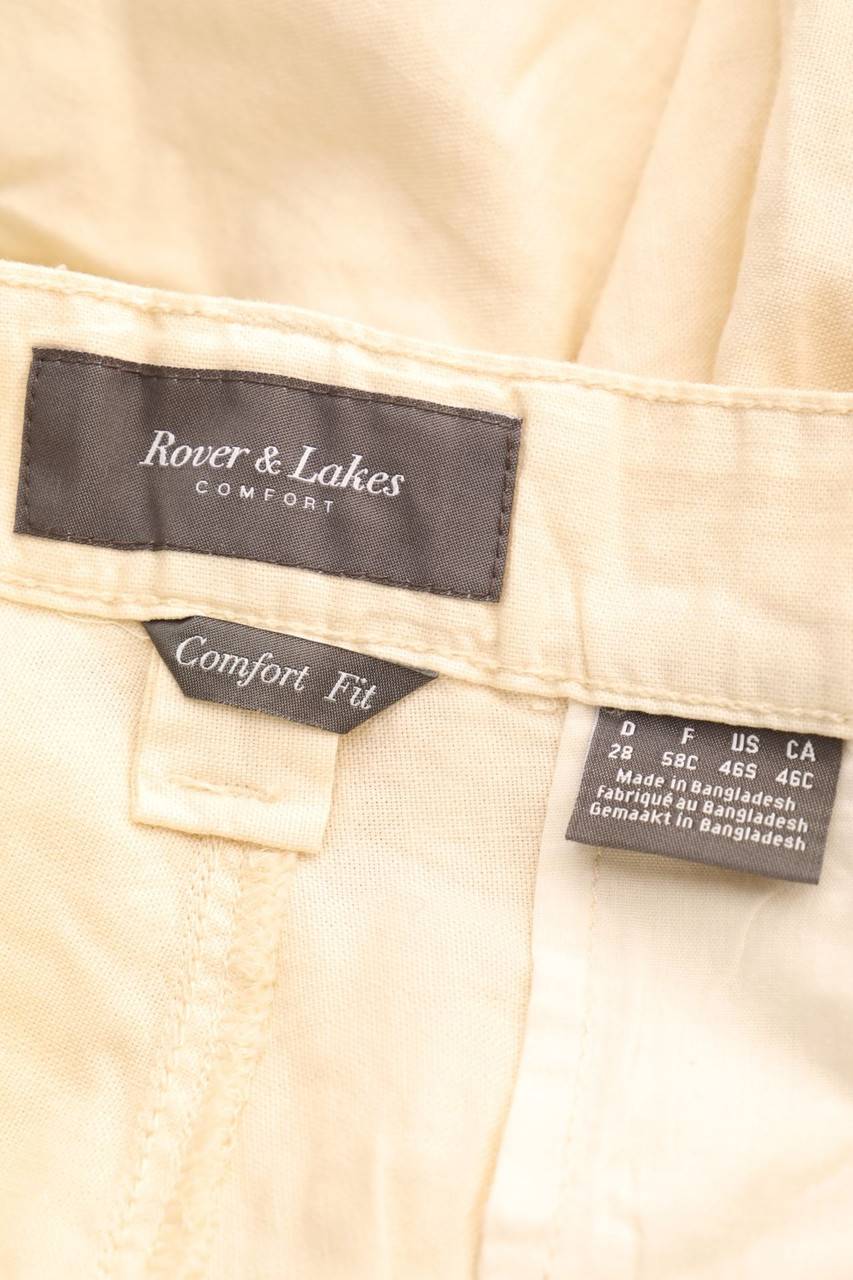 Rover & Lakes
COMFORT
Comfort Fit
D F US CA
28 58C 46S 46C
Made in Bangladesh
Fabriqué au Bangladesh
Gemaakt in Bangladesh